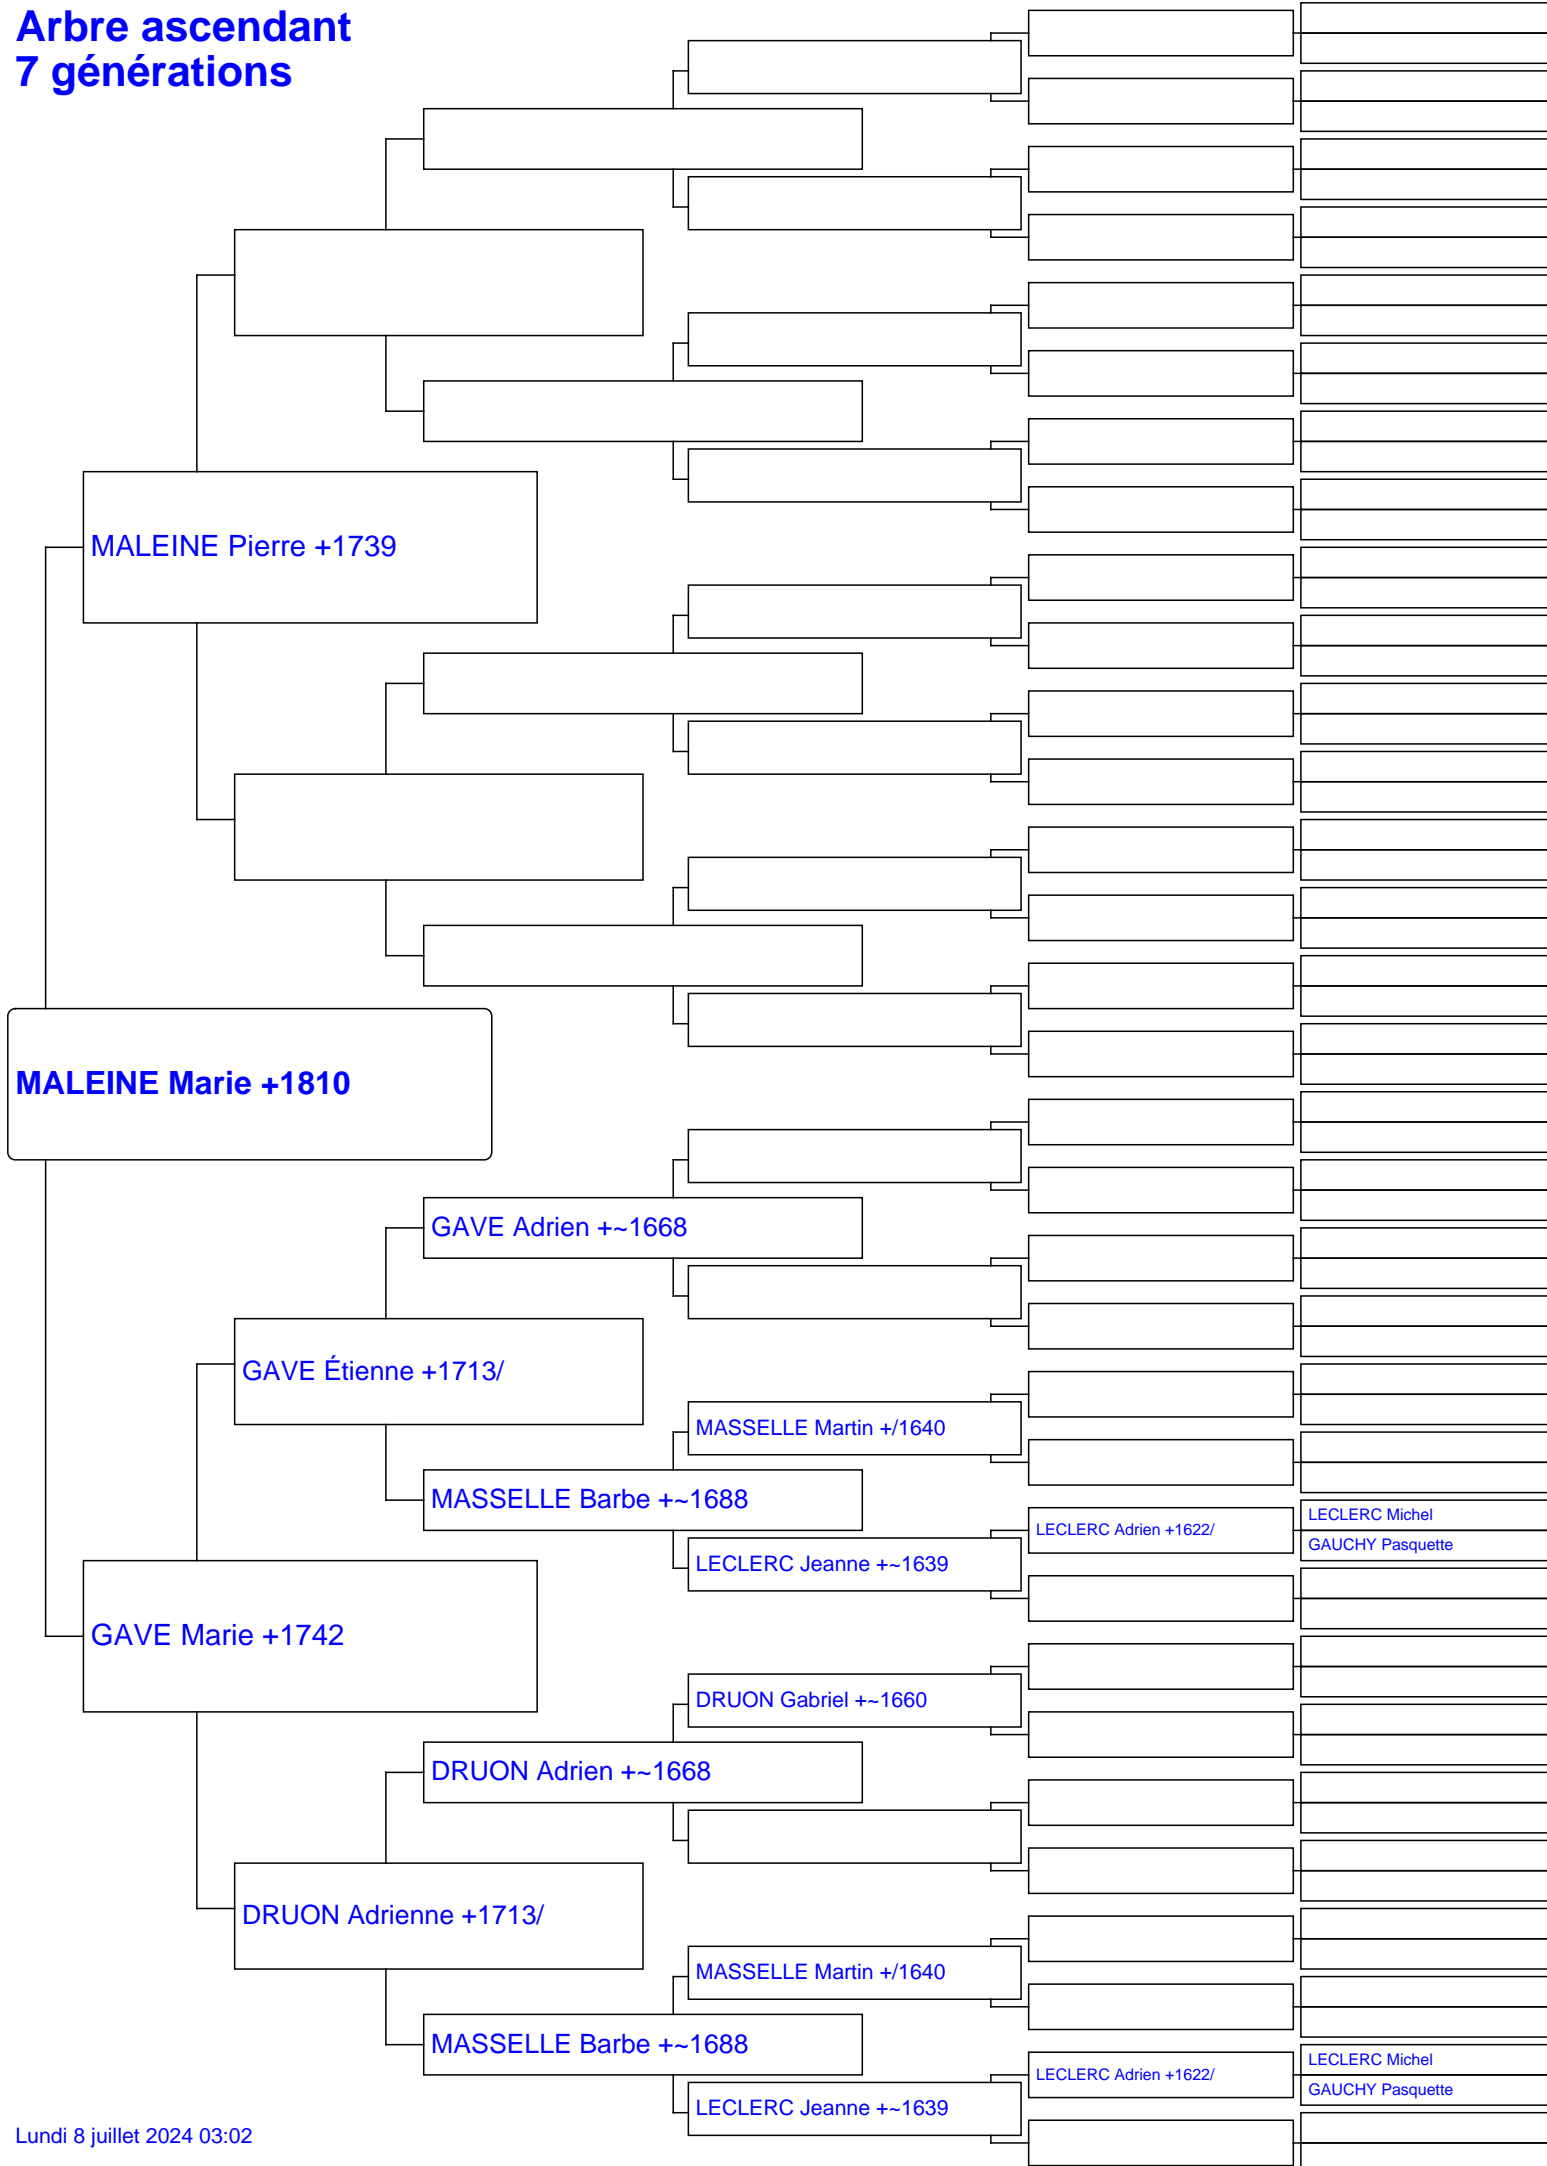 Arbre ascendant
7 générations
MALEINE Pierre +1739
MALEINE Marie +1810
GAVE Adrien +~1668
GAVE Étienne +1713/
MASSELLE Martin +/1640
MASSELLE Barbe +~1688
LECLERC Michel
LECLERC Adrien +1622/
GAUCHY Pasquette
LECLERC Jeanne +~1639
GAVE Marie +1742
DRUON Gabriel +~1660
DRUON Adrien +~1668
DRUON Adrienne +1713/
MASSELLE Martin +/1640
MASSELLE Barbe +~1688
LECLERC Michel
LECLERC Adrien +1622/
GAUCHY Pasquette
LECLERC Jeanne +~1639
Lundi 8 juillet 2024 03:02